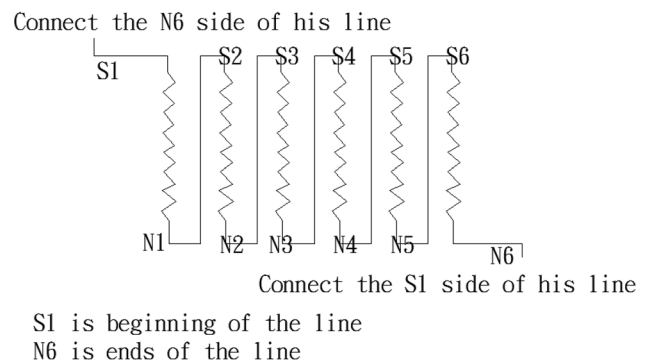 Connect the N6 side of his line
S1 S2 S3 S4 S5 S6
N1 N2 N3 N4 N5 N6
Connect the S1 side of his line
S1 is beginning of the line
N6 is ends of the line